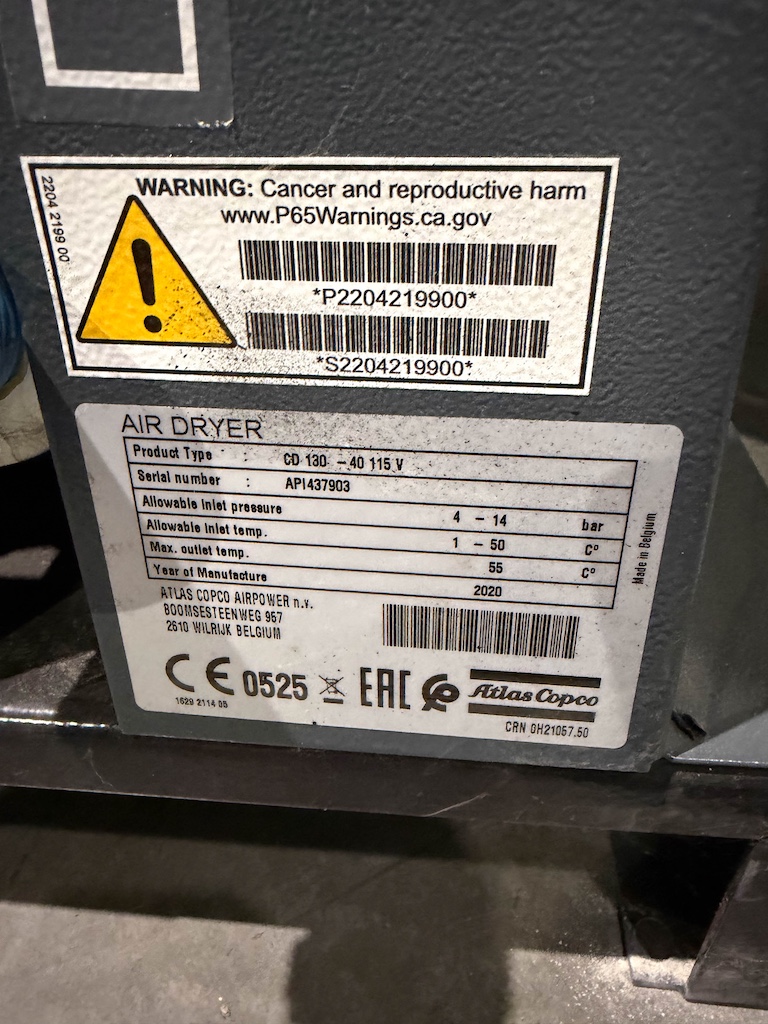 2204 2199 00
WARNING: Cancer and reproductive harm
www.P65Warnings.ca.gov
*P2204219900*
*S2204219900*
AIR DRYER
Product Type : CD 130 - 40 115 V
Serial number : API437903
Allowable inlet pressure 4 - 14 bar
Allowable inlet temp. 1 - 50 C°
Max. outlet temp. 55 C°
Year of Manufacture 2020
Made in Belgium
ATLAS COPCO AIRPOWER n.v.
BOOMSESTEENWEG 957
2610 WILRIJK BELGIUM
CE 0525 EAC Atlas Copco
1629 2114 05
CRN 0H21057.50